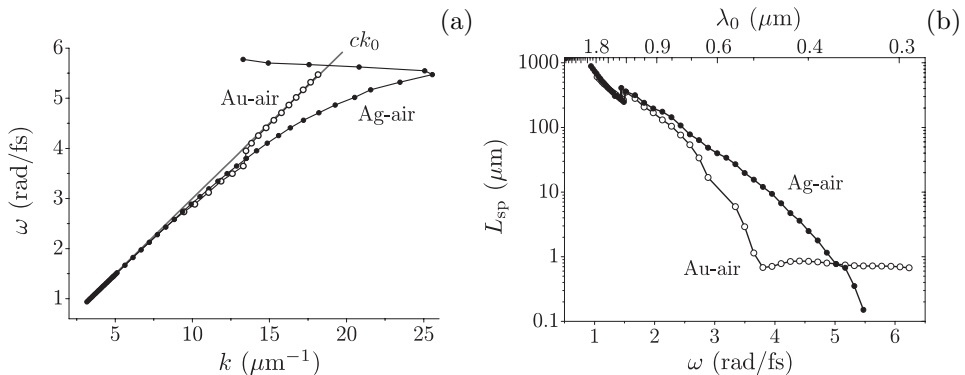 (a)
ck₀
Au-air
Ag-air
ω (rad/fs)
6
5
4
3
2
1
5 10 15 20 25
k (μm⁻¹)
λ₀ (μm)
(b)
1.8 0.9 0.6 0.4 0.3
1000
100
10
1
0.1
L_sp (μm)
Ag-air
Au-air
1 2 3 4 5 6
ω (rad/fs)